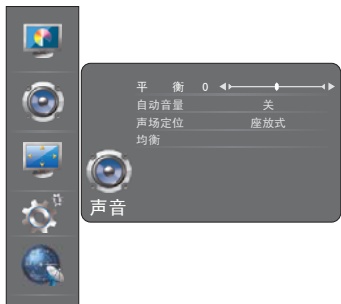 平 衡 0
自动音量 关
声场定位 座放式
均衡
声音